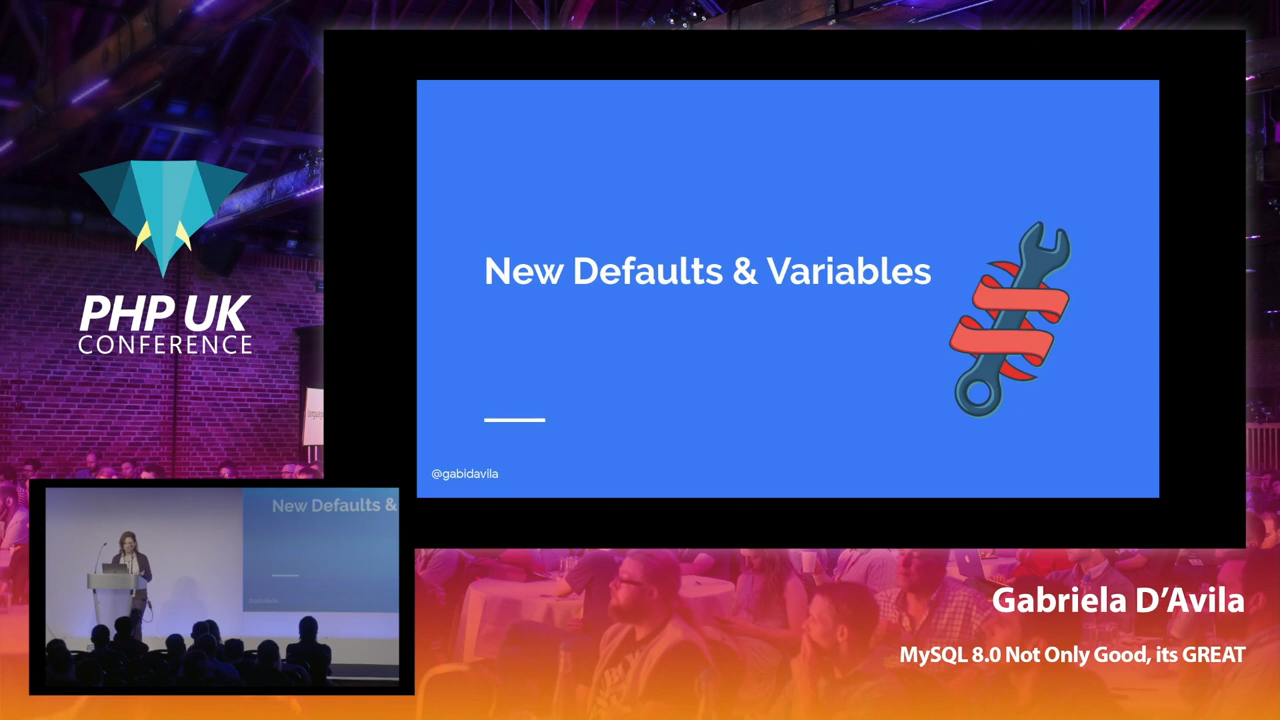 PHP UK
CONFERENCE
New Defaults & Variables
@gabidavila
New Defaults &
@gabidavila
Gabriela D’Avila
MySQL 8.0 Not Only Good, its GREAT